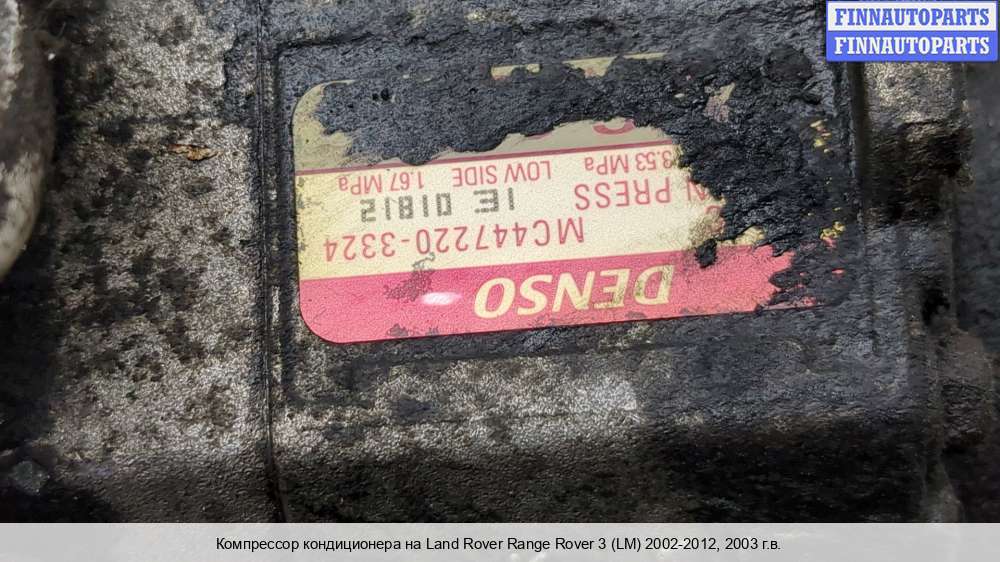 FINNAUTOPARTS
FINNAUTOPARTS
DENSO
MC447220-3324
PRESS 1E 01812
3.53 MPa LOW SIDE 1.67 MPa
Компрессор кондиционера на Land Rover Range Rover 3 (LM) 2002-2012, 2003 г.в.